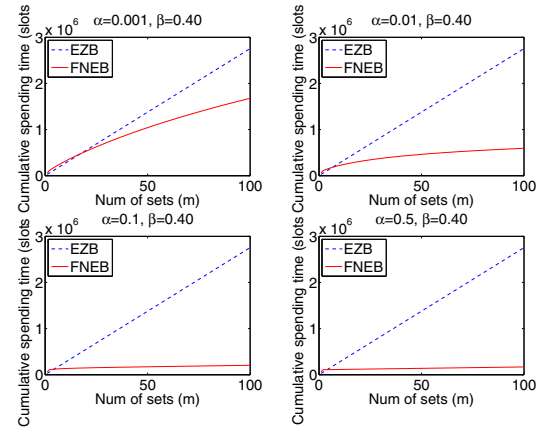 α=0.001, β=0.40
x 10^6
Cumulative spending time (slots
3
2
1
0
EZB
FNEB
0
50
100
Num of sets (m)
α=0.01, β=0.40
x 10^6
Cumulative spending time (slots
3
2
1
0
EZB
FNEB
0
50
100
Num of sets (m)
α=0.1, β=0.40
x 10^6
Cumulative spending time (slots
3
2
1
0
EZB
FNEB
0
50
100
Num of sets (m)
α=0.5, β=0.40
x 10^6
Cumulative spending time (slots
3
2
1
0
EZB
FNEB
0
50
100
Num of sets (m)